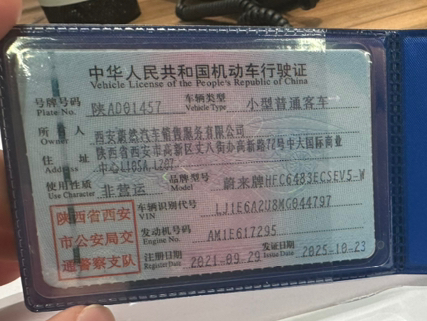 中华人民共和国机动车行驶证
Vehicle License of the People's Republic of China
号牌号码 Plate No. 陕AD01457 车辆类型 Vehicle Type 小型普通客车
所有人 Owner 西安蔚然汽车销售服务有限公司
住址 Address 陕西省西安市高新区丈八街办高新路72号中大国际商业
中心L105A,L207
使用性质 Use Character 非营运 品牌型号 Model 蔚来牌HFC6483ECSEV5-W
陕西省西安
市公安局交
通警察支队
车辆识别代号 VIN LJ1E6A2U8MG044797
发动机号码 Engine No. AM1E617295
注册日期 Register Date 2021-09-29 发证日期 Issue Date 2025-10-23